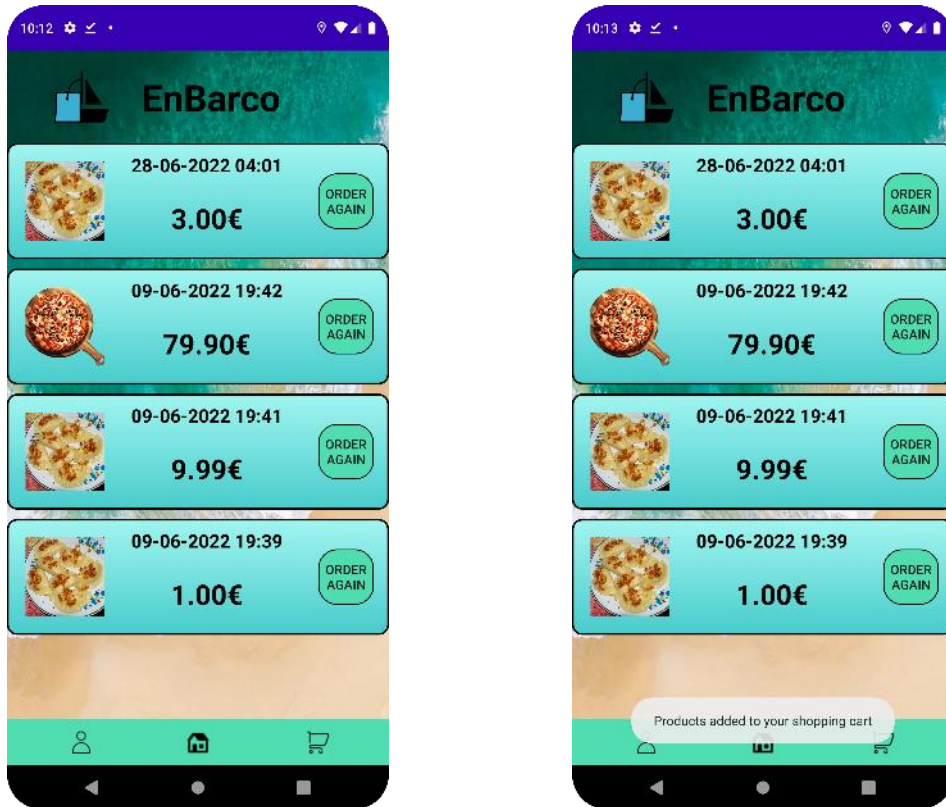 10:12
EnBarco
28-06-2022 04:01
3.00€
ORDER
AGAIN
09-06-2022 19:42
79.90€
ORDER
AGAIN
09-06-2022 19:41
9.99€
ORDER
AGAIN
09-06-2022 19:39
1.00€
ORDER
AGAIN
10:13
EnBarco
28-06-2022 04:01
3.00€
ORDER
AGAIN
09-06-2022 19:42
79.90€
ORDER
AGAIN
09-06-2022 19:41
9.99€
ORDER
AGAIN
09-06-2022 19:39
1.00€
ORDER
AGAIN
Products added to your shopping cart